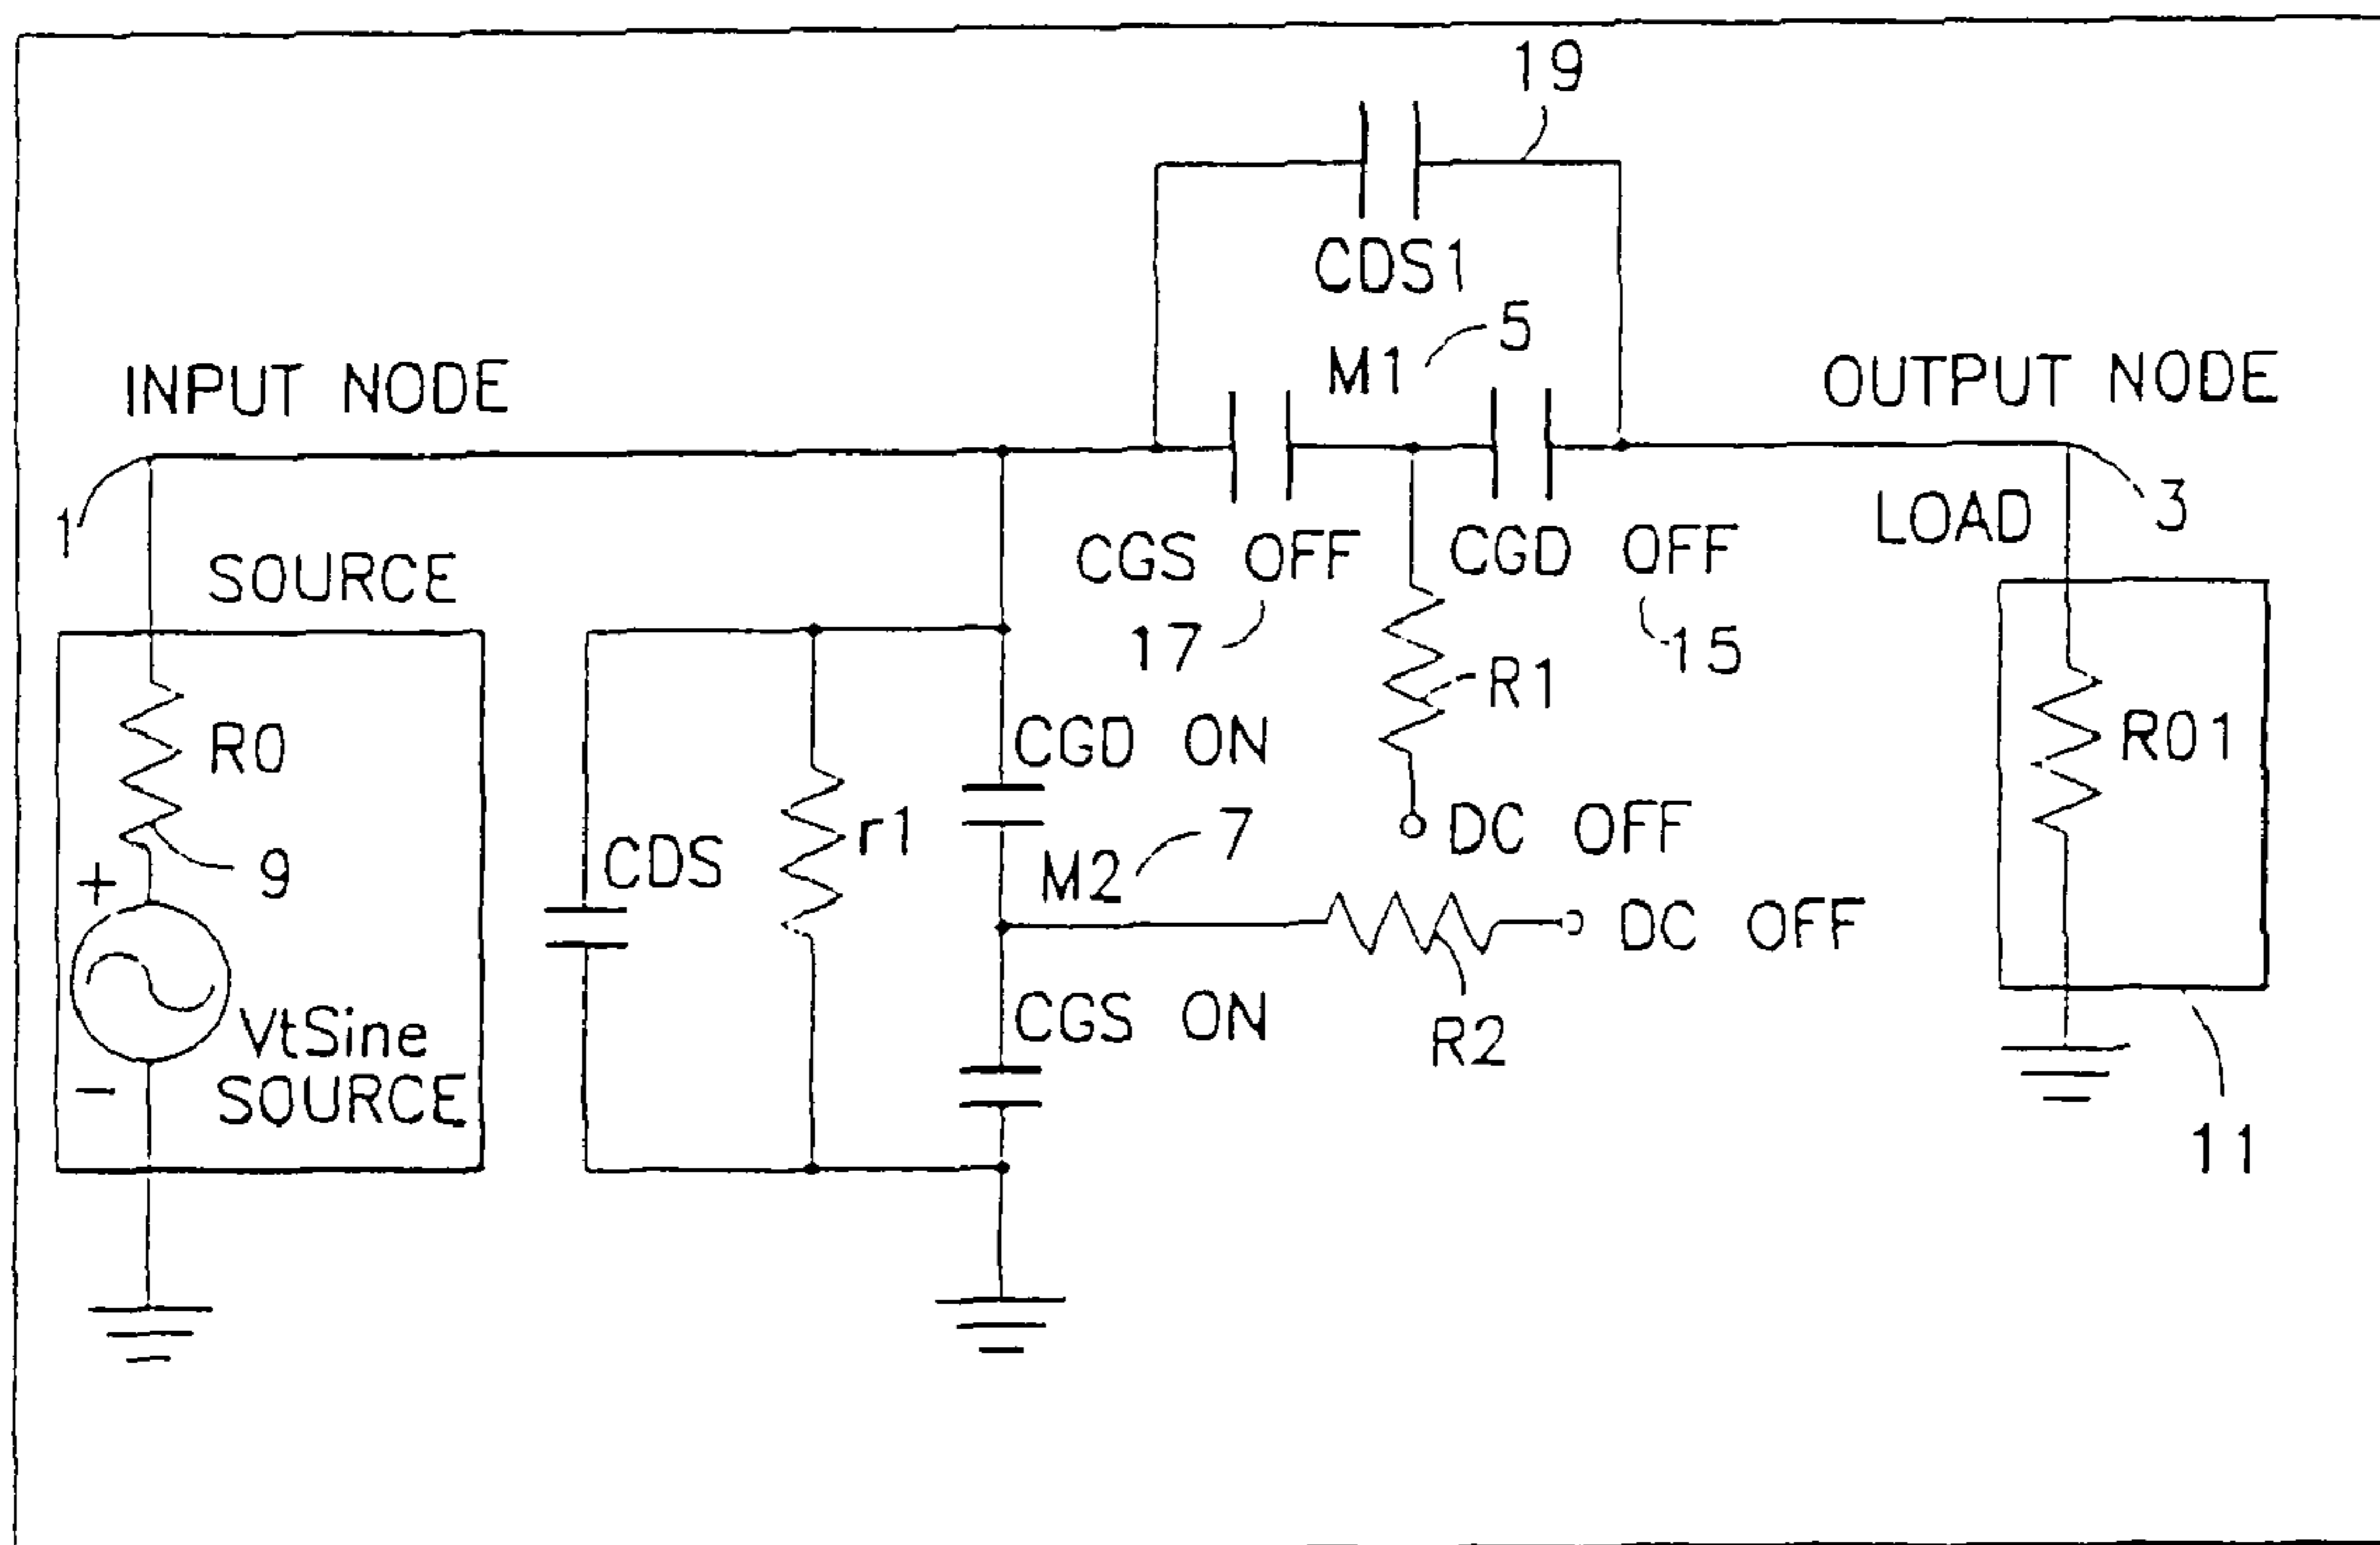 19
CDS1
M1 5
INPUT NODE
OUTPUT NODE
1
3
LOAD
CGS OFF
CGD OFF
SOURCE
17
15
R1
R0
CGD ON
R01
r1
DC OFF
CDS
M2 7
9
+
DC OFF
CGS ON
R2
VtSine
SOURCE
–
11